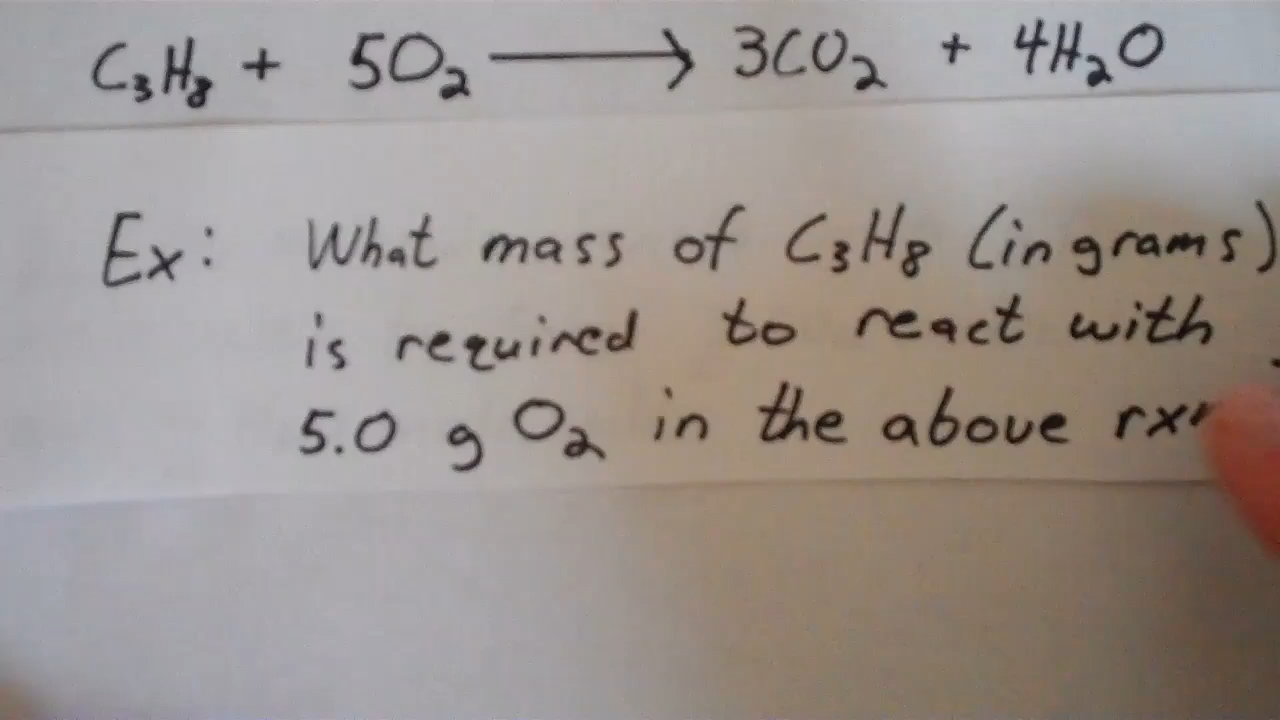 C₃H₈ + 5O₂ ⟶ 3CO₂ + 4H₂O
Ex: What mass of C₃H₈ (in grams)
is required to react with
5.0 g O₂ in the above